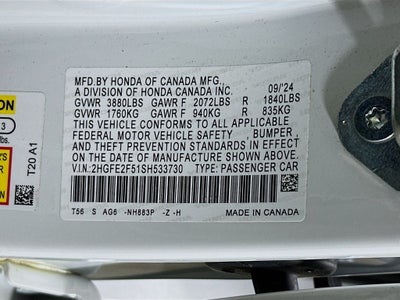 MFD.BY HONDA OF CANADA MFG.,
A DIVISION OF HONDA CANADA INC. 09/'24
GVWR 3880LBS GAWR F 2072LBS R 1840LBS
GVWR 1760KG GAWR F 940KG R 835KG
THIS VEHICLE CONFORMS TO ALL APPLICABLE
FEDERAL MOTOR VEHICLE SAFETY, BUMPER,
AND THEFT PREVENTION STANDARDS IN EFFECT
ON THE DATE OF MANUFACTURE SHOWN ABOVE.
V.I.N.:2HGFE2F51SH533730 TYPE: PASSENGER CAR
T56 S AG6 -NH883P -Z -H MADE IN CANADA
T20 A1
ION
3